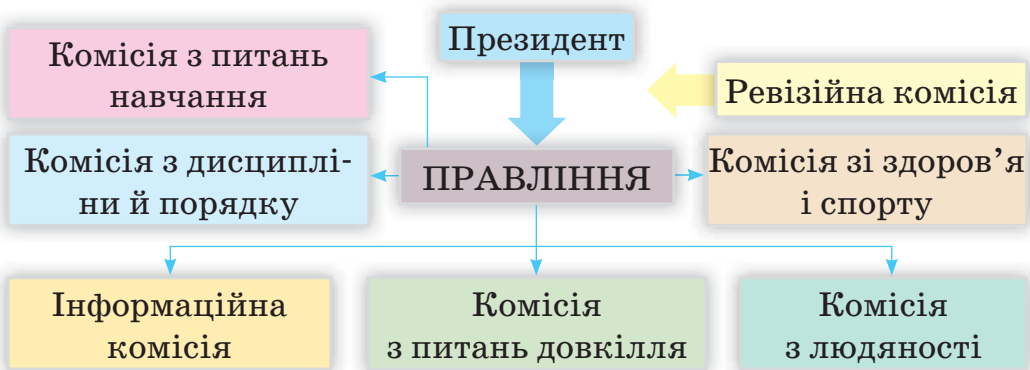 Президент
Комісія з питань
навчання
Ревізійна комісія
Комісія з дисциплі-
ни й порядку
ПРАВЛІННЯ
Комісія зі здоров’я
і спорту
Інформаційна
комісія
Комісія
з питань довкілля
Комісія
з людяності